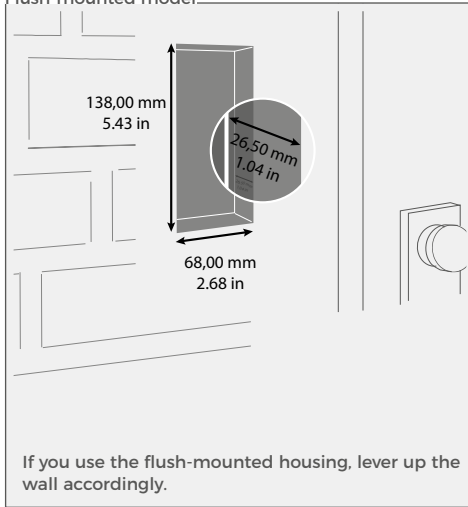 Flush-mounted model
138,00 mm
5.43 in
26,50 mm
1.04 in
68,00 mm
2.68 in
If you use the flush-mounted housing, lever up the
wall accordingly.